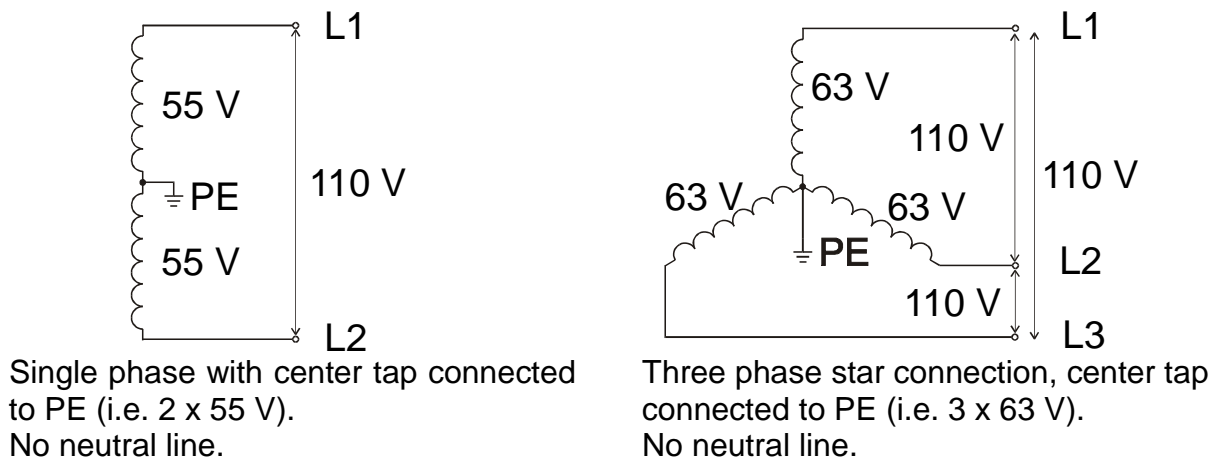 L1
55 V
110 V
PE
55 V
L2
Single phase with center tap connected
to PE (i.e. 2 x 55 V).
No neutral line.
L1
63 V
110 V
110 V
63 V
63 V
PE
L2
110 V
L3
Three phase star connection, center tap
connected to PE (i.e. 3 x 63 V).
No neutral line.